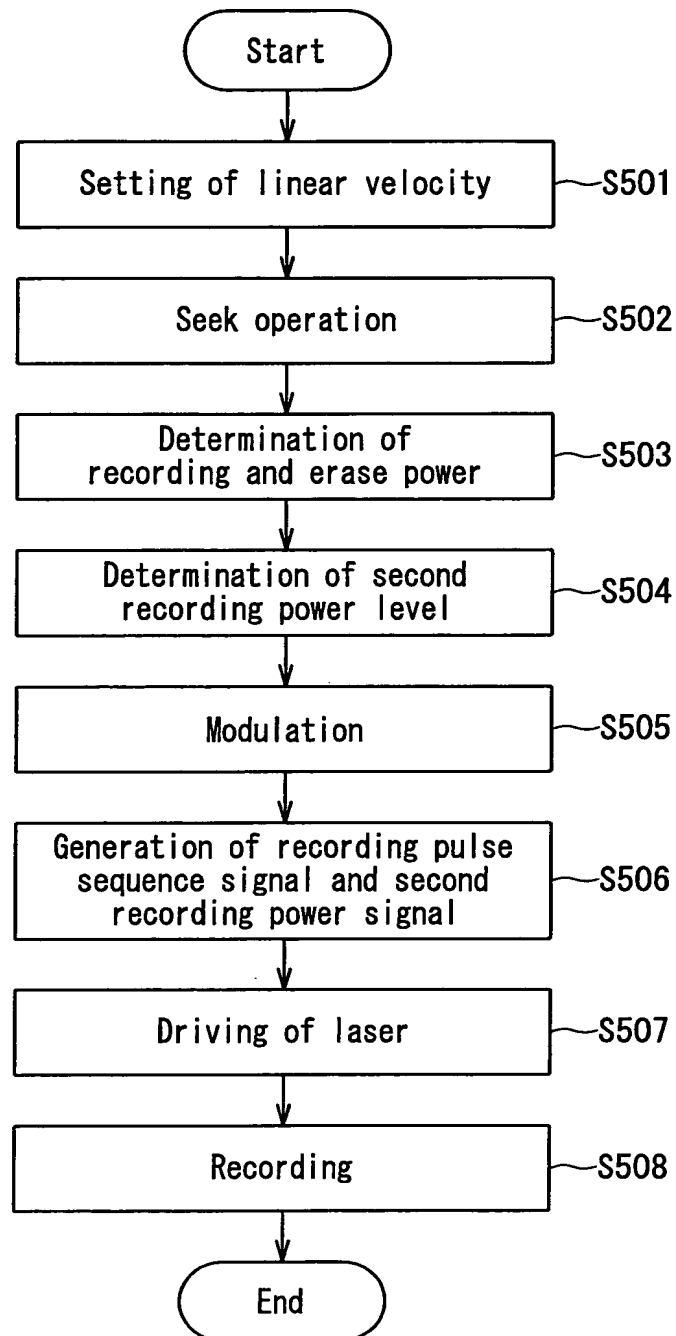 Start
Setting of linear velocity
S501
Seek operation
S502
Determination of
recording and erase power
S503
Determination of second
recording power level
S504
Modulation
S505
Generation of recording pulse
sequence signal and second
recording power signal
S506
Driving of laser
S507
Recording
S508
End